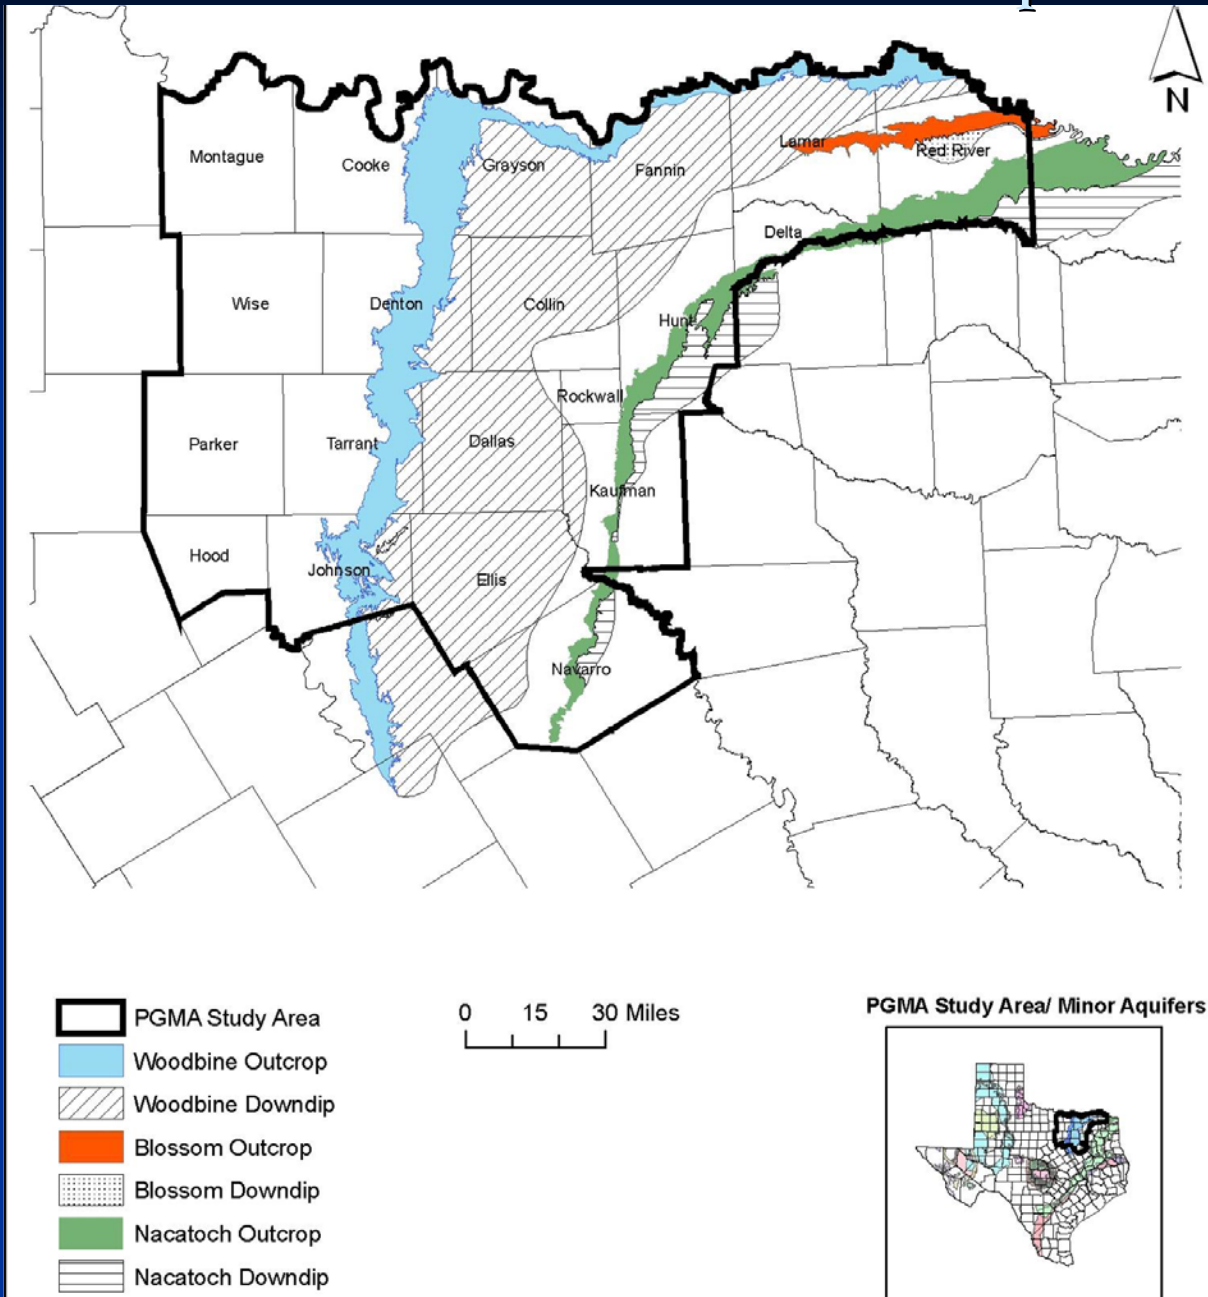 N
Montague
Cooke
Grayson
Fannin
Lamar
Red River
Delta
Wise
Denton
Collin
Hunt
Rockwall
Parker
Tarrant
Dallas
Kaufman
Hood
Johnson
Ellis
Navarro
PGMA Study Area
Woodbine Outcrop
Woodbine Downdip
Blossom Outcrop
Blossom Downdip
Nacatoch Outcrop
Nacatoch Downdip
0 15 30 Miles
PGMA Study Area/ Minor Aquifers